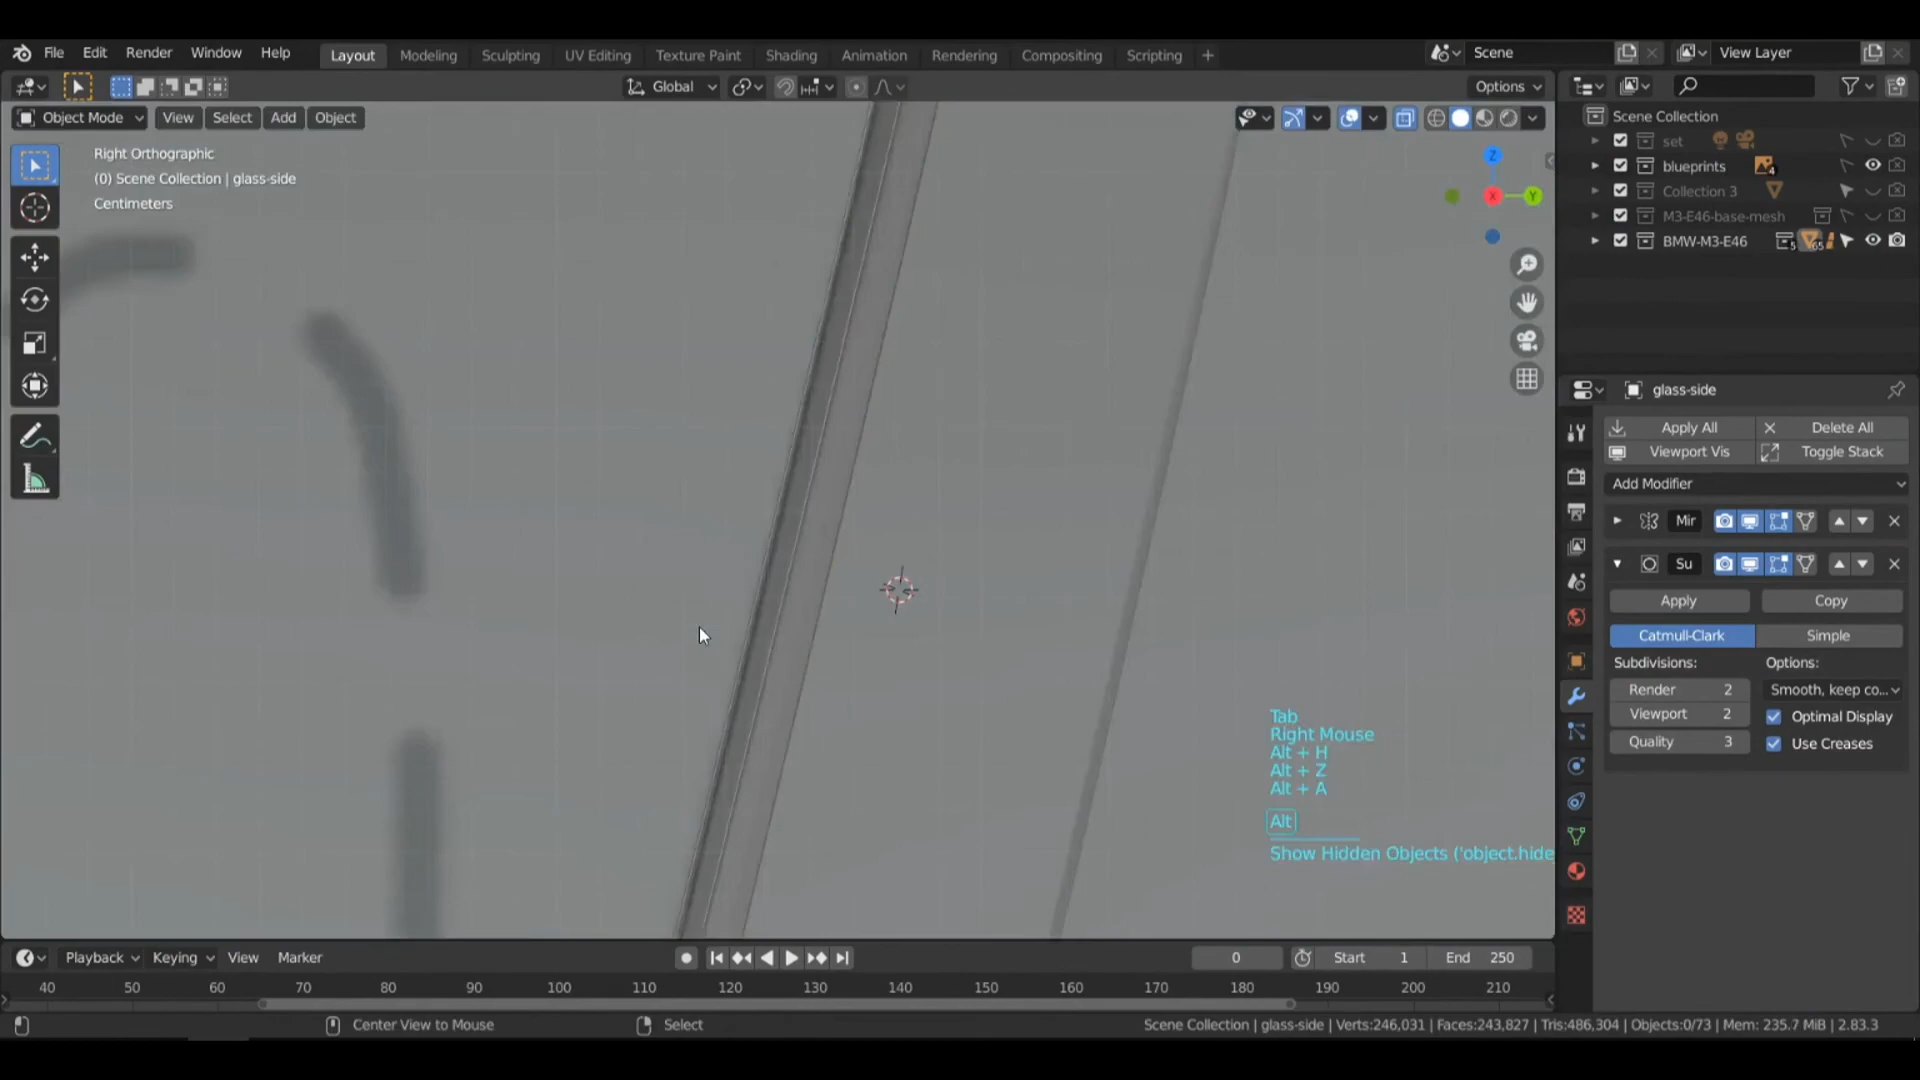 File Edit Render Window Help
Layout Modeling Sculpting UV Editing Texture Paint Shading Animation Rendering Compositing Scripting +
Scene View Layer
Global Options
Object Mode View Select Add Object
Right Orthographic
(0) Scene Collection | glass-side
Centimeters
Z
X
Y
Scene Collection
set
blueprints 4
Collection 3
M3-E46-base-mesh
BMW-M3-E46 5 65
glass-side
Apply All Delete All
Viewport Vis Toggle Stack
Add Modifier
Mir
Su
Apply Copy
Catmull-Clark Simple
Subdivisions: Options:
Render 2 Smooth, keep co...
Viewport 2 Optimal Display
Quality 3 Use Creases
Tab
Right Mouse
Alt + H
Alt + Z
Alt + A
Alt
Show Hidden Objects ('object.hide
Playback Keying View Marker 0 Start 1 End 250
40 50 60 70 80 90 100 110 120 130 140 150 160 170 180 190 200 210
Center View to Mouse Select Scene Collection | glass-side | Verts:246,031 | Faces:243,827 | Tris:486,304 | Objects:0/73 | Mem: 235.7 MiB | 2.83.3